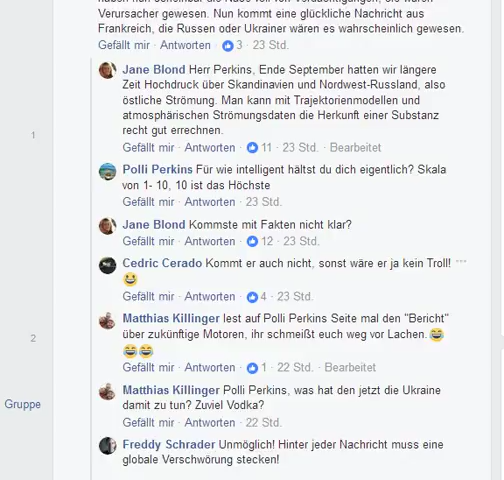 Verursacher gewesen. Nun kommt eine glückliche Nachricht aus
Frankreich, die Russen oder Ukrainer wären es wahrscheinlich gewesen.
Gefällt mir · Antworten · 3 · 23 Std.
Jane Blond Herr Perkins, Ende September hatten wir längere
Zeit Hochdruck über Skandinavien und Nordwest-Russland, also
östliche Strömung. Man kann mit Trajektorienmodellen und
atmosphärischen Strömungsdaten die Herkunft einer Substanz
recht gut errechnen.
Gefällt mir · Antworten · 11 · 23 Std. · Bearbeitet
1
Polli Perkins Für wie intelligent hältst du dich eigentlich? Skala
von 1- 10, 10 ist das Höchste
Gefällt mir · Antworten · 23 Std.
Jane Blond Kommste mit Fakten nicht klar?
Gefällt mir · Antworten · 12 · 23 Std.
Cedric Cerado Kommt er auch nicht, sonst wäre er ja kein Troll!
😂
Gefällt mir · Antworten · 4 · 23 Std.
Matthias Killinger lest auf Polli Perkins Seite mal den "Bericht"
über zukünftige Motoren, ihr schmeißt euch weg vor Lachen. 😂
2
😂😂
Gefällt mir · Antworten · 1 · 22 Std. · Bearbeitet
Matthias Killinger Polli Perkins, was hat den jetzt die Ukraine
damit zu tun? Zuviel Vodka?
Gruppe
Gefällt mir · Antworten · 22 Std.
Freddy Schrader Unmöglich! Hinter jeder Nachricht muss eine
globale Verschwörung stecken!